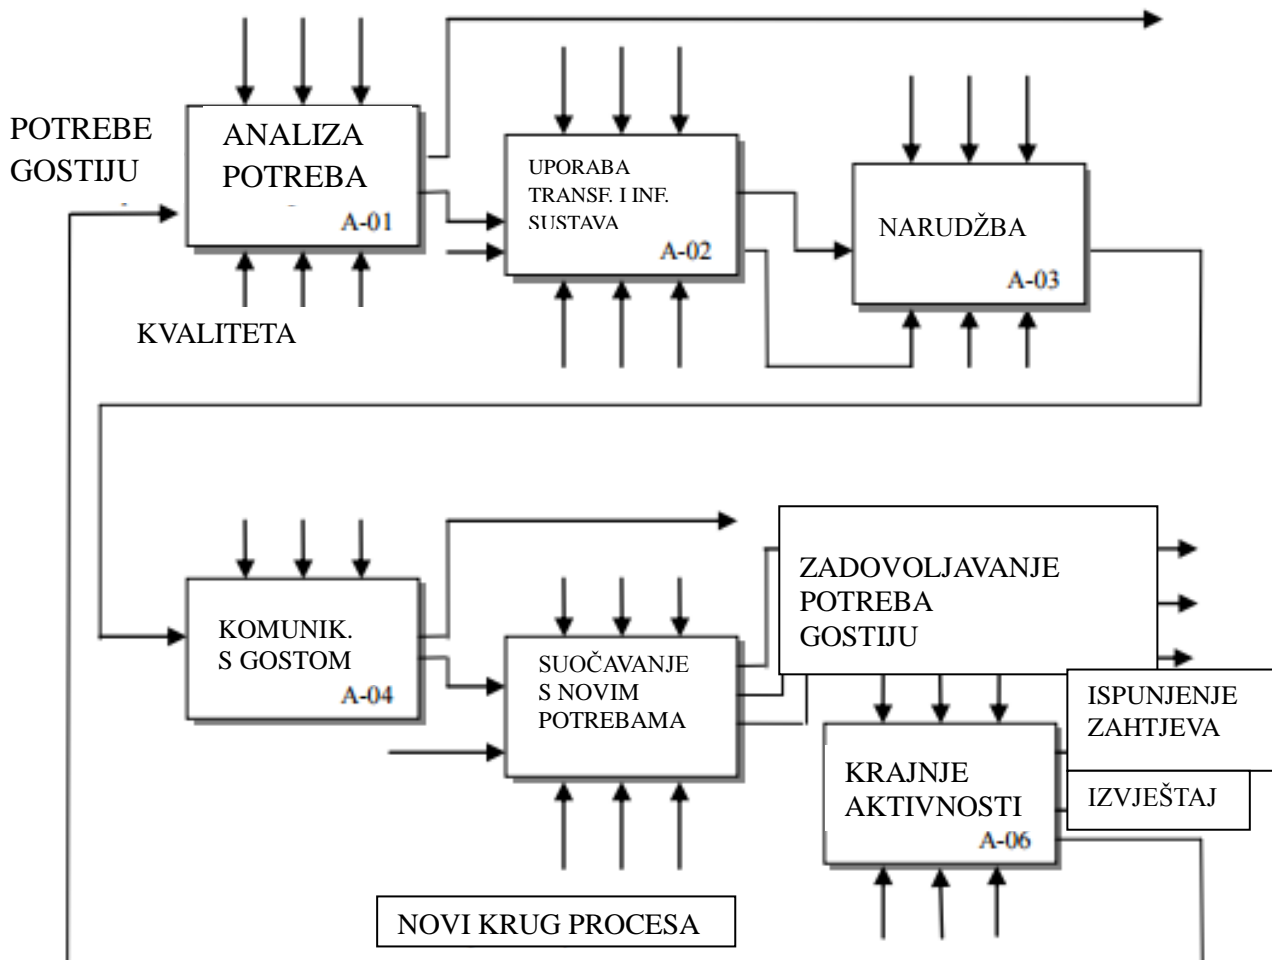 POTREBE
GOSTIJU
ANALIZA
POTREBA
A-01
KVALITETA
UPORABA
TRANSF. I INF.
SUSTAVA
A-02
NARUDŽBA
A-03
KOMUNIK.
S GOSTOM
A-04
SUOČAVANJE
S NOVIM
POTREBAMA
ZADOVOLJAVANJE
POTREBA
GOSTIJU
KRAJNJE
AKTIVNOSTI
A-06
ISPUNJENJE
ZAHTJEVA
IZVJEŠTAJ
NOVI KRUG PROCESA